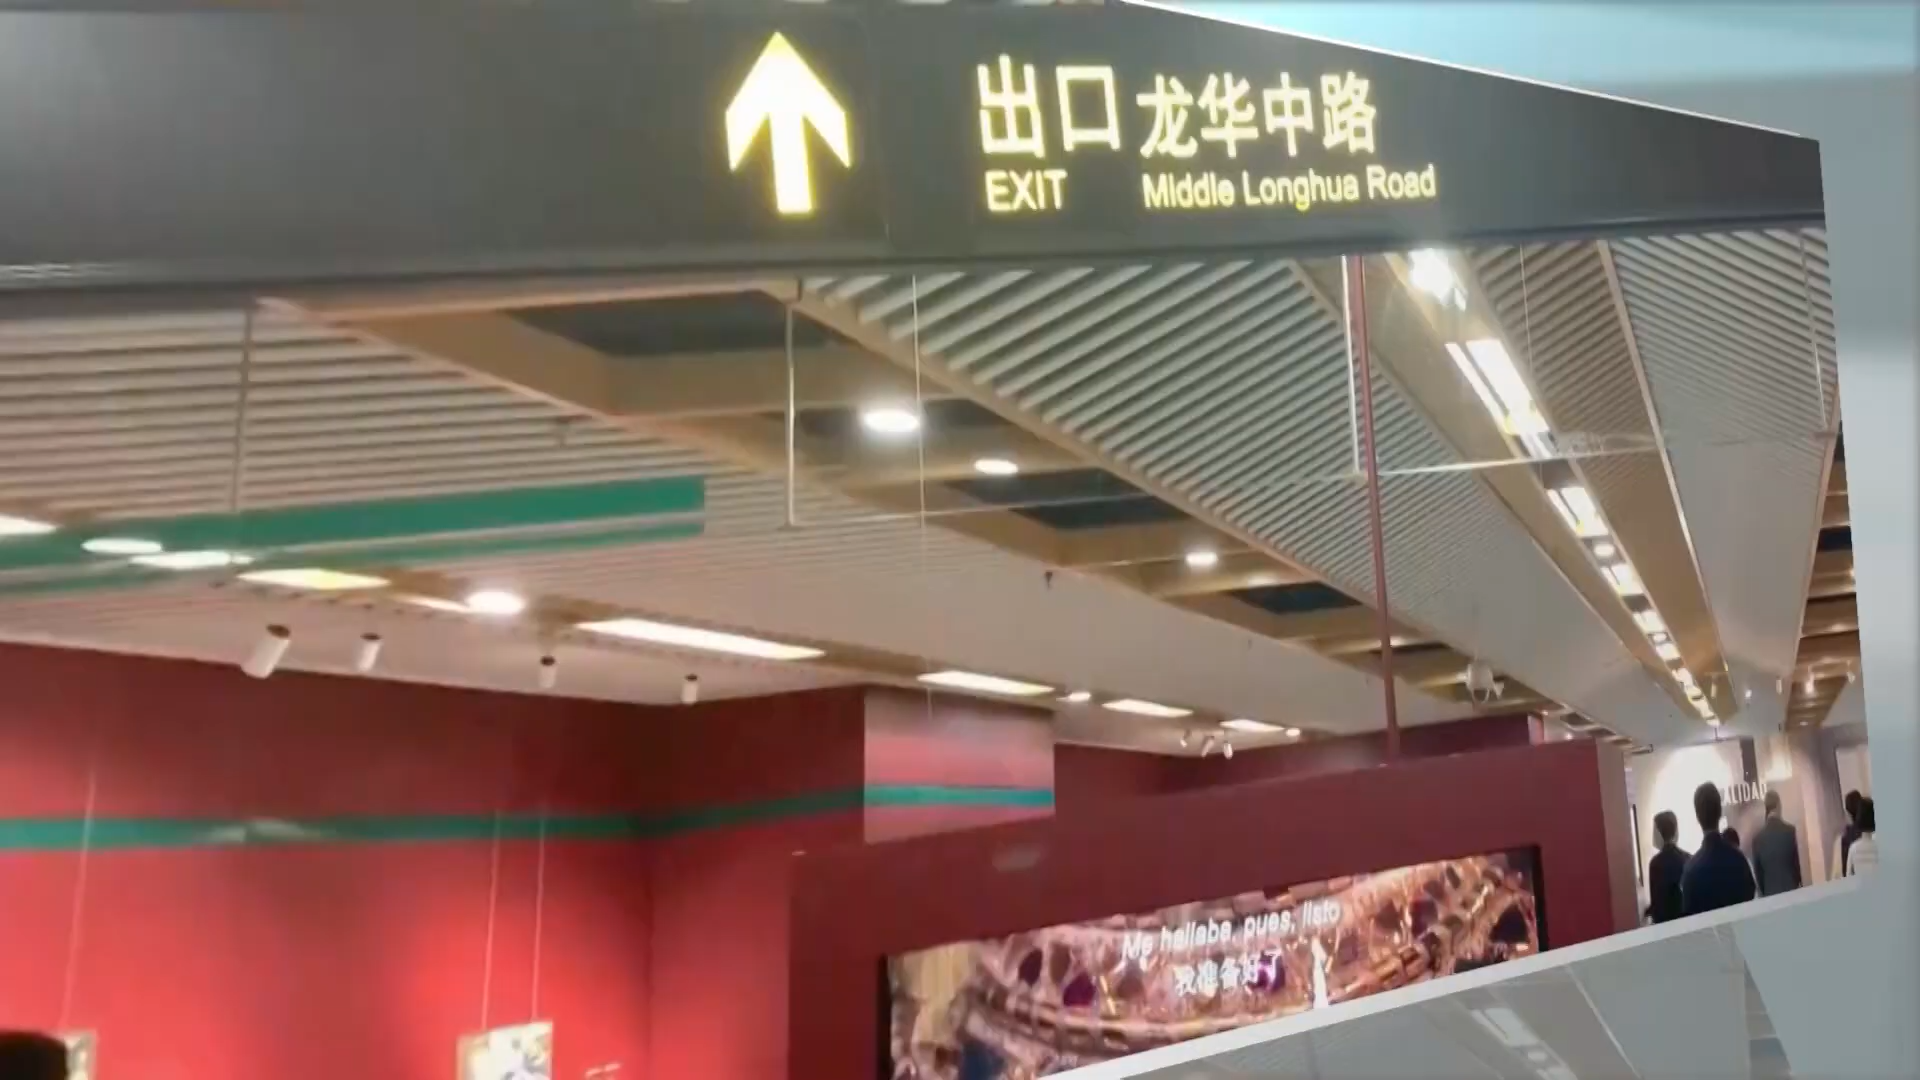 出口 龙华中路
EXIT Middle Longhua Road
ALIDAD
Me hallaba, pues, listo
我准备好了